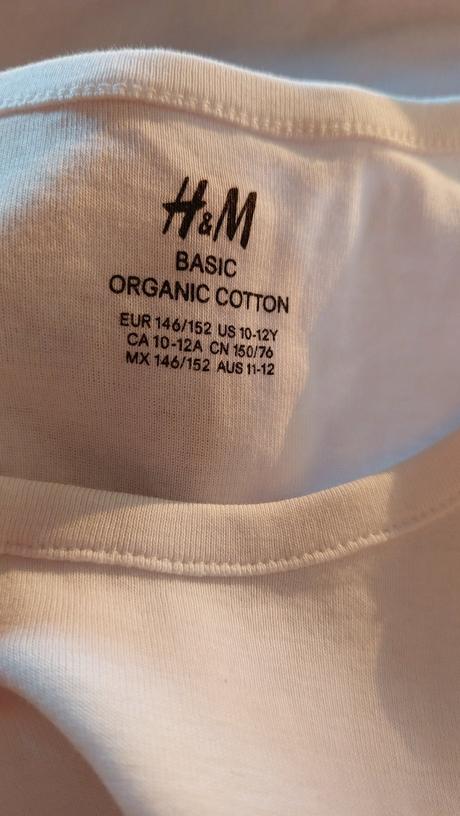 H&M
BASIC
ORGANIC COTTON
EUR 146/152 US 10-12Y
CA 10-12A CN 150/76
MX 146/152 AUS 11-12